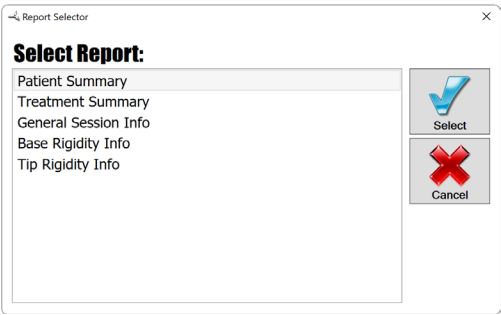 Report Selector
Select Report:
Patient Summary
Treatment Summary
General Session Info
Base Rigidity Info
Tip Rigidity Info
Select
Cancel